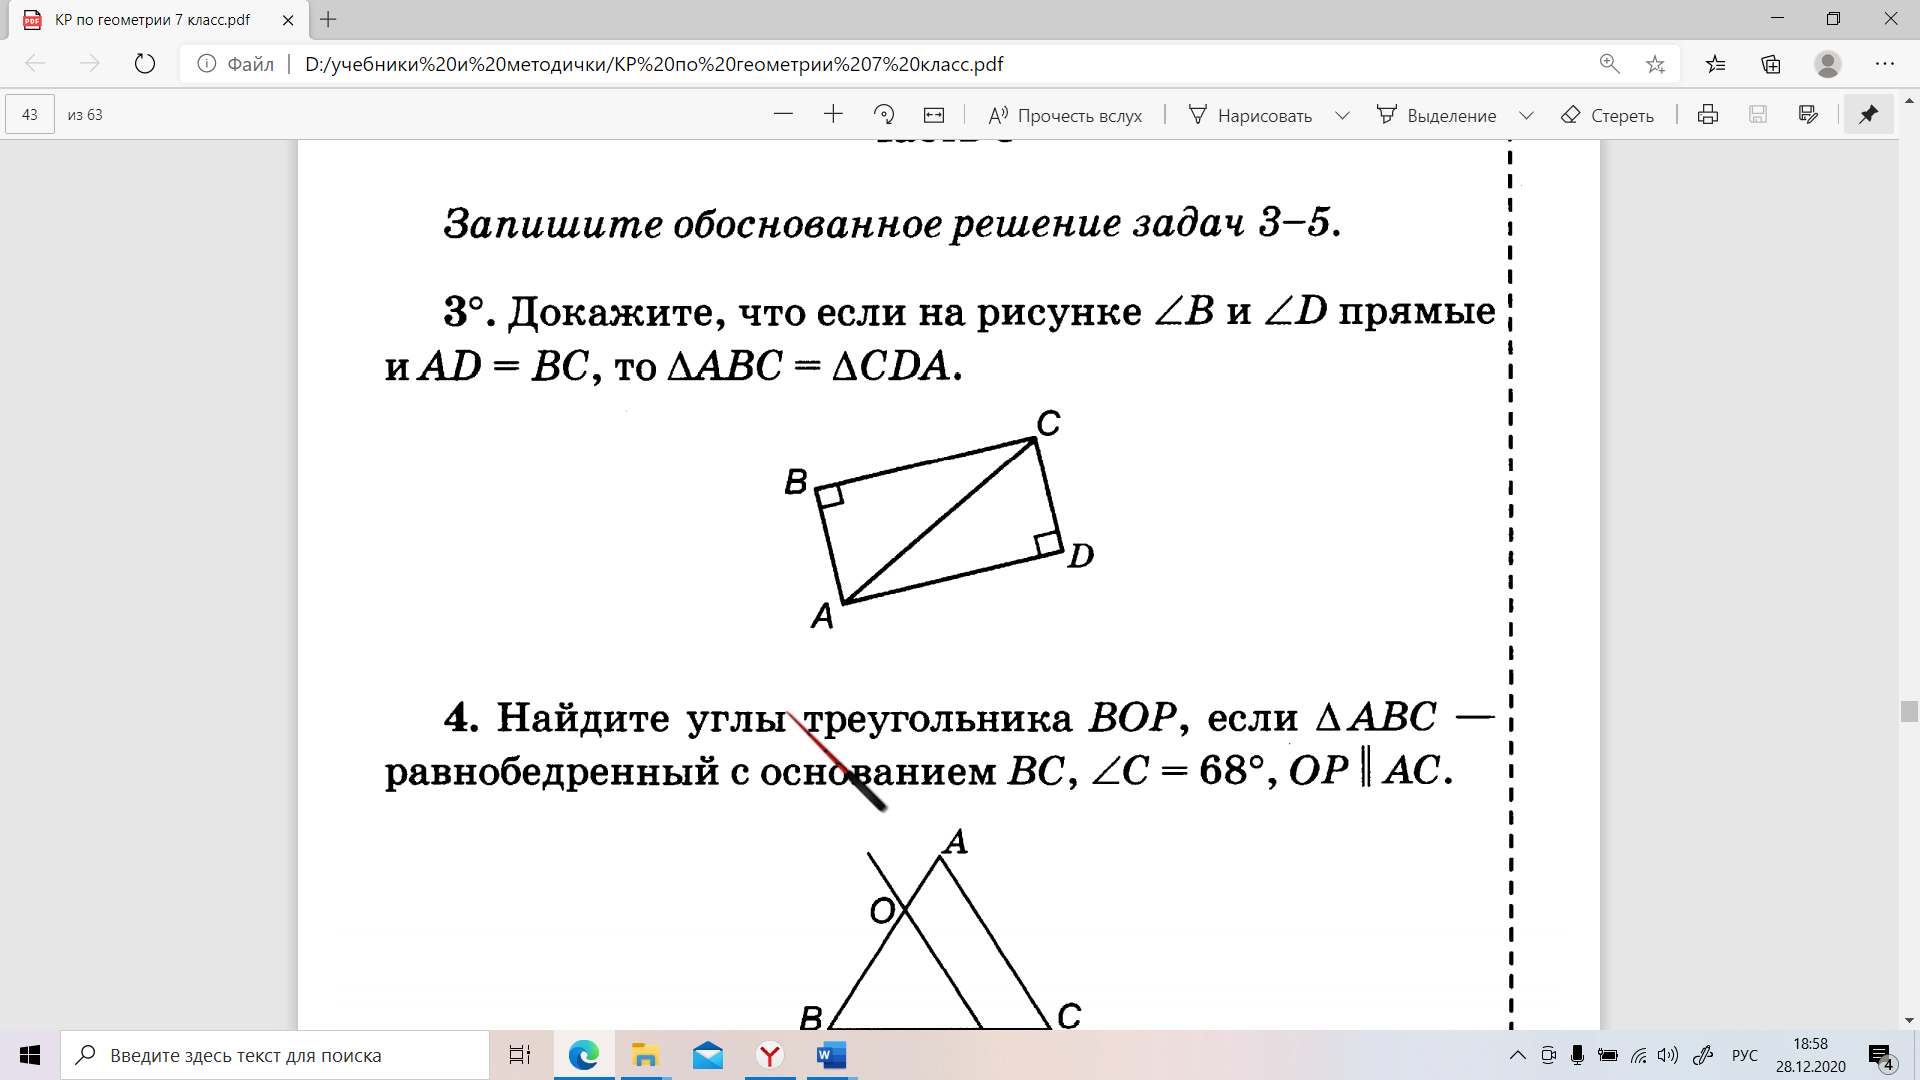 КР по геометрии 7 класс.pdf
Файл
D:/учебники%20и%20методички/КР%20по%20геометрии%207%20класс.pdf
43 из 63
Прочесть вслух
Нарисовать
Выделение
Стереть
Запишите обоснованное решение задач 3–5.
3°. Докажите, что если на рисунке ∠B и ∠D прямые
и AD = BC, то ΔABC = ΔCDA.
C
B
D
A
4. Найдите углы треугольника BOP, если ΔABC —
равнобедренный с основанием BC, ∠C = 68°, OP ∥ AC.
A
O
B
C
Введите здесь текст для поиска
РУС
18:58
28.12.2020
4